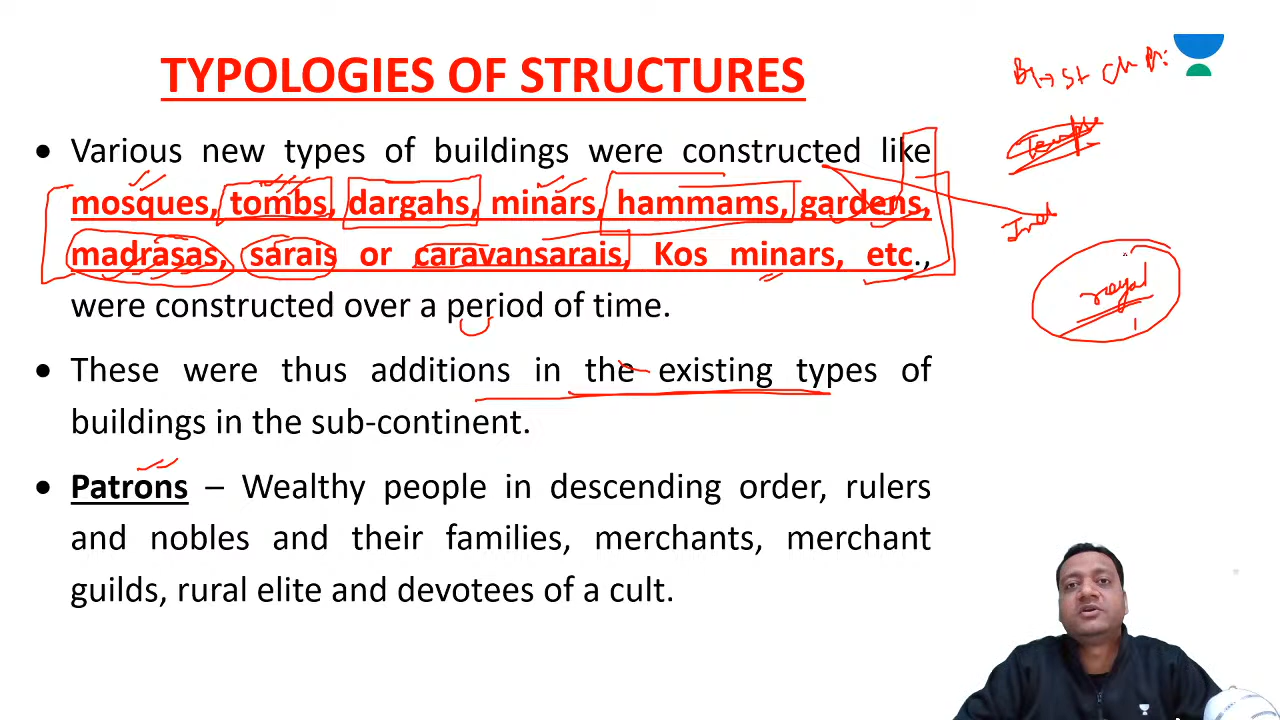 TYPOLOGIES OF STRUCTURES
• Various new types of buildings were constructed like
mosques, tombs, dargahs, minars, hammams, gardens,
madrasas, sarais or caravansarais, Kos minars, etc.,
were constructed over a period of time.
• These were thus additions in the existing types of
buildings in the sub-continent.
• Patrons – Wealthy people in descending order, rulers
and nobles and their families, merchants, merchant
guilds, rural elite and devotees of a cult.
royal